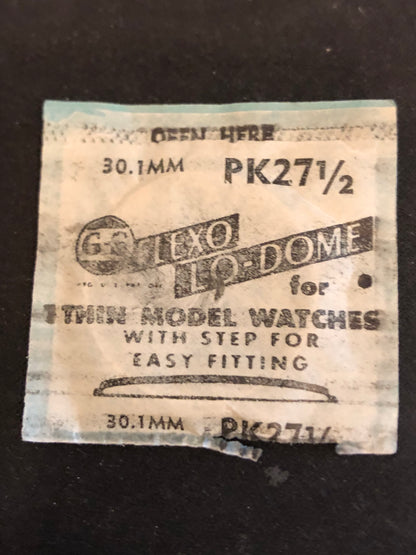 OPEN HERE
30.1MM PK27½
G-S FLEXO
LO-DOME
for
THIN MODEL WATCHES
WITH STEP FOR
EASY FITTING
30.1MM PK27½